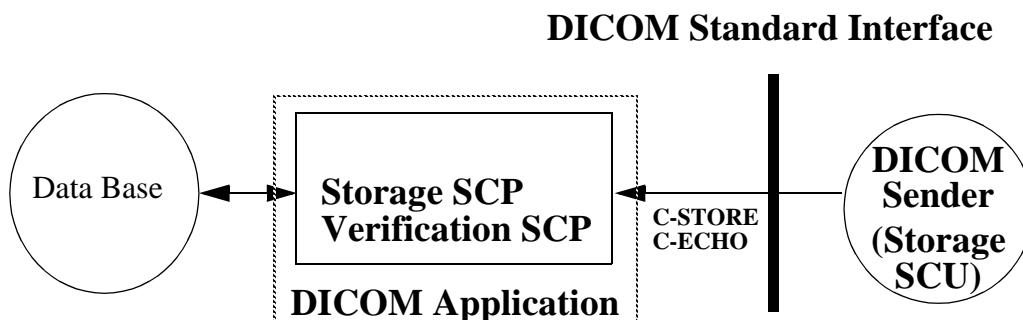 DICOM Standard Interface
Data Base
Storage SCP
Verification SCP
DICOM Application
C-STORE
C-ECHO
DICOM
Sender
(Storage
SCU)